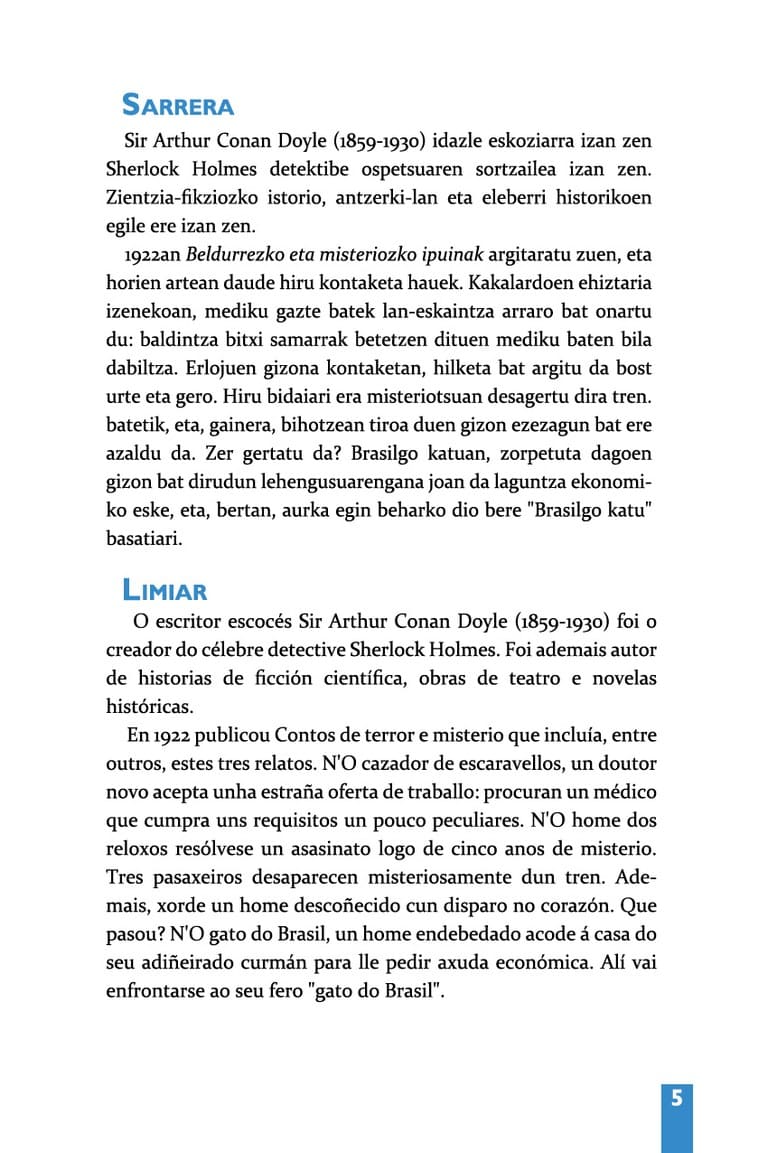 SARRERA
Sir Arthur Conan Doyle (1859-1930) idazle eskoziarra izan zen
Sherlock Holmes detektibe ospetsuaren sortzailea izan zen.
Zientzia-fikziozko istorio, antzerki-lan eta eleberri historikoen
egile ere izan zen.
1922an Beldurrezko eta misteriozko ipuinak argitaratu zuen, eta
horien artean daude hiru kontaketa hauek. Kakalardoen ehiztaria
izenekoan, mediku gazte batek lan-eskaintza arraro bat onartu
du: baldintza bitxi samarrak betetzen dituen mediku baten bila
dabiltza. Erlojuen gizona kontaketan, hilketa bat argitu da bost
urte eta gero. Hiru bidaiari era misteriotsuan desagertu dira tren.
batetik, eta, gainera, bihotzean tiroa duen gizon ezezagun bat ere
azaldu da. Zer gertatu da? Brasilgo katuan, zorpetuta dagoen
gizon bat dirudun lehengusuarengana joan da laguntza ekonomi-
ko eske, eta, bertan, aurka egin beharko dio bere "Brasilgo katu"
basatiari.
LIMIAR
O escritor escocés Sir Arthur Conan Doyle (1859-1930) foi o
creador do célebre detective Sherlock Holmes. Foi ademais autor
de historias de ficción científica, obras de teatro e novelas
históricas.
En 1922 publicou Contos de terror e misterio que incluía, entre
outros, estes tres relatos. N'O cazador de escaravellos, un doutor
novo acepta unha estraña oferta de traballo: procuran un médico
que cumpra uns requisitos un pouco peculiares. N'O home dos
reloxos resólvese un asasinato logo de cinco anos de misterio.
Tres pasaxeiros desaparecen misteriosamente dun tren. Ade-
mais, xorde un home descoñecido cun disparo no corazón. Que
pasou? N'O gato do Brasil, un home endebedado acode á casa do
seu adiñeirado curmán para lle pedir axuda económica. Alí vai
enfrontarse ao seu fero "gato do Brasil".
5